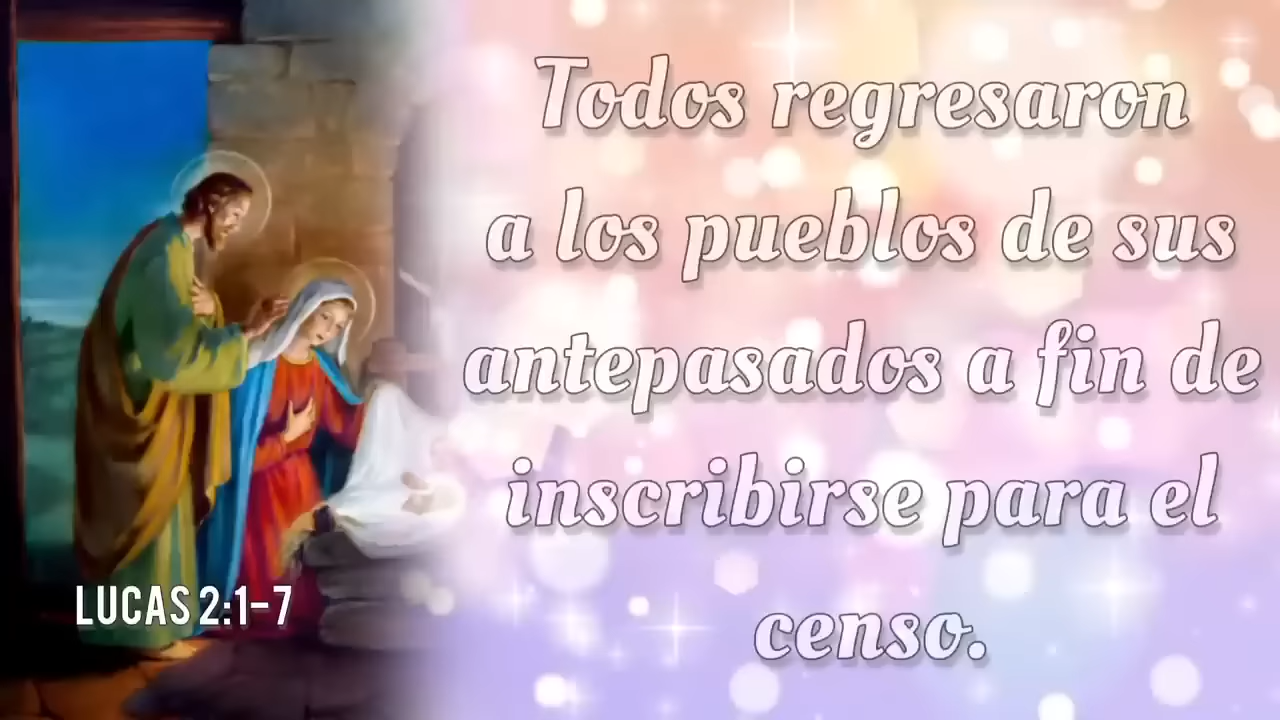 Todos regresaron
a los pueblos de sus
antepasados a fin de
inscribirse para el
censo.
LUCAS 2:1-7